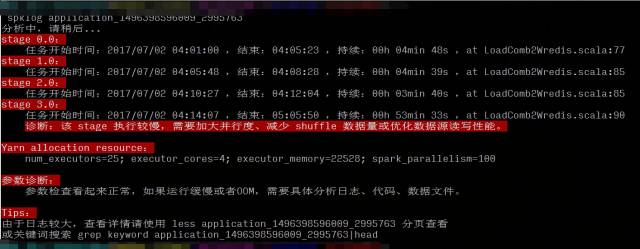 spklog application_1496398596009_2995763
分析中，请稍后...
stage 0.0:
任务开始时间：2017/07/02 04:01:00 ，结束：04:05:23 ，持续：00h 04min 48s ，at LoadComb2Wredis.scala:77
stage 1.0:
任务开始时间：2017/07/02 04:05:48 ，结束：04:08:28 ，持续：00h 04min 39s ，at LoadComb2Wredis.scala:85
stage 2.0:
任务开始时间：2017/07/02 04:10:27 ，结束：04:12:04 ，持续：00h 03min 40s ，at LoadComb2Wredis.scala:85
stage 3.0:
任务开始时间：2017/07/02 04:14:07 ，结束：05:05:50 ，持续：00h 53min 33s ，at LoadComb2Wredis.scala:90
诊断：该 stage 执行较慢，需要加大并行度、减少 shuffle 数据量或优化数据源读写性能。
Yarn allocation resource:
num_executors=25; executor_cores=4; executor_memory=22528; spark_parallelism=100
参数诊断：
参数检查看起来正常，如果运行缓慢或者OOM，需要具体分析日志、代码、数据文件。
Tips:
由于日志较大，查看详情请使用 less application_1496398596009_2995763 分页查看
或关键词搜索 grep keyword application_1496398596009_2995763|head